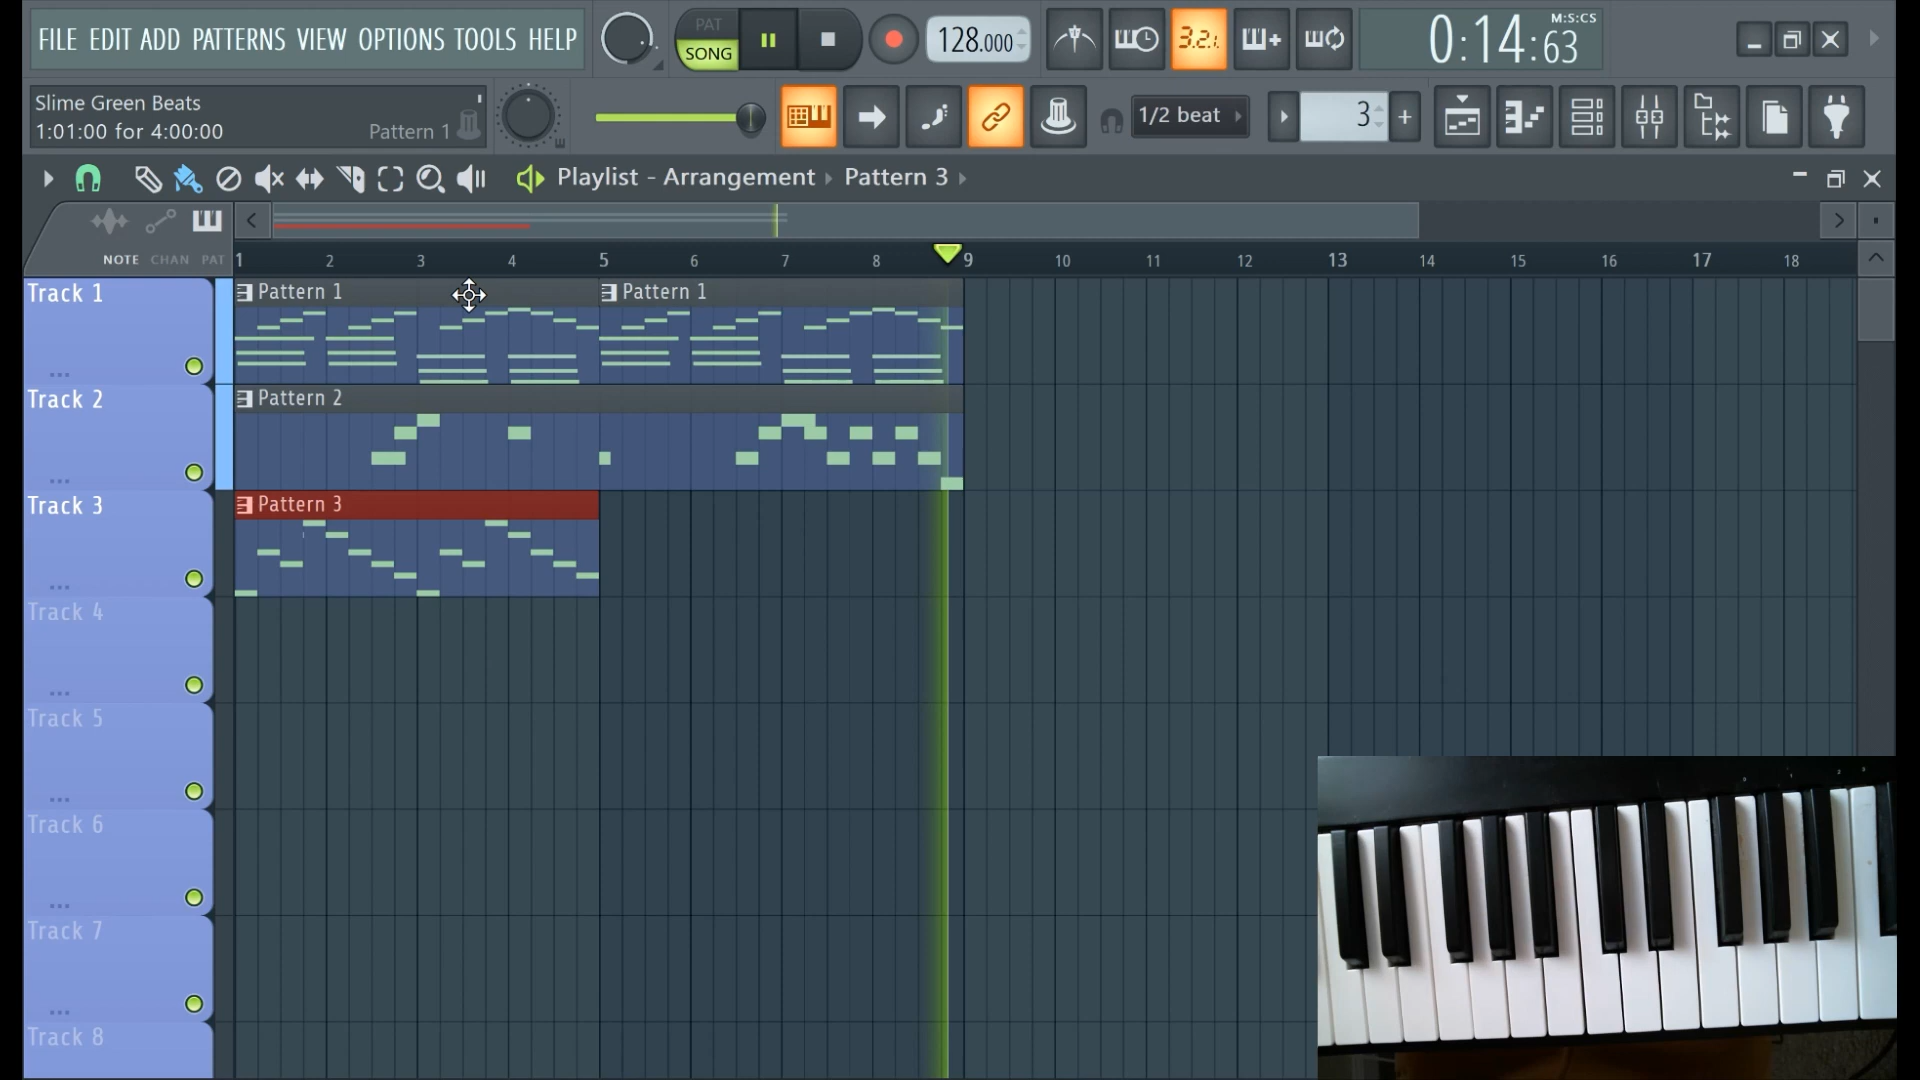 FILE EDIT ADD PATTERNS VIEW OPTIONS TOOLS HELP
PAT
SONG
128.000
3.2.1
M:S:CS
0:14:63
Slime Green Beats
1:01:00 for 4:00:00
Pattern 1
1/2 beat
3
Playlist - Arrangement
Pattern 3
NOTE CHAN PAT
1 2 3 4 5 6 7 8 9 10 11 12 13 14 15 16 17 18
Track 1
Pattern 1
Pattern 1
Track 2
Pattern 2
Track 3
Pattern 3
Track 4
Track 5
Track 6
Track 7
Track 8